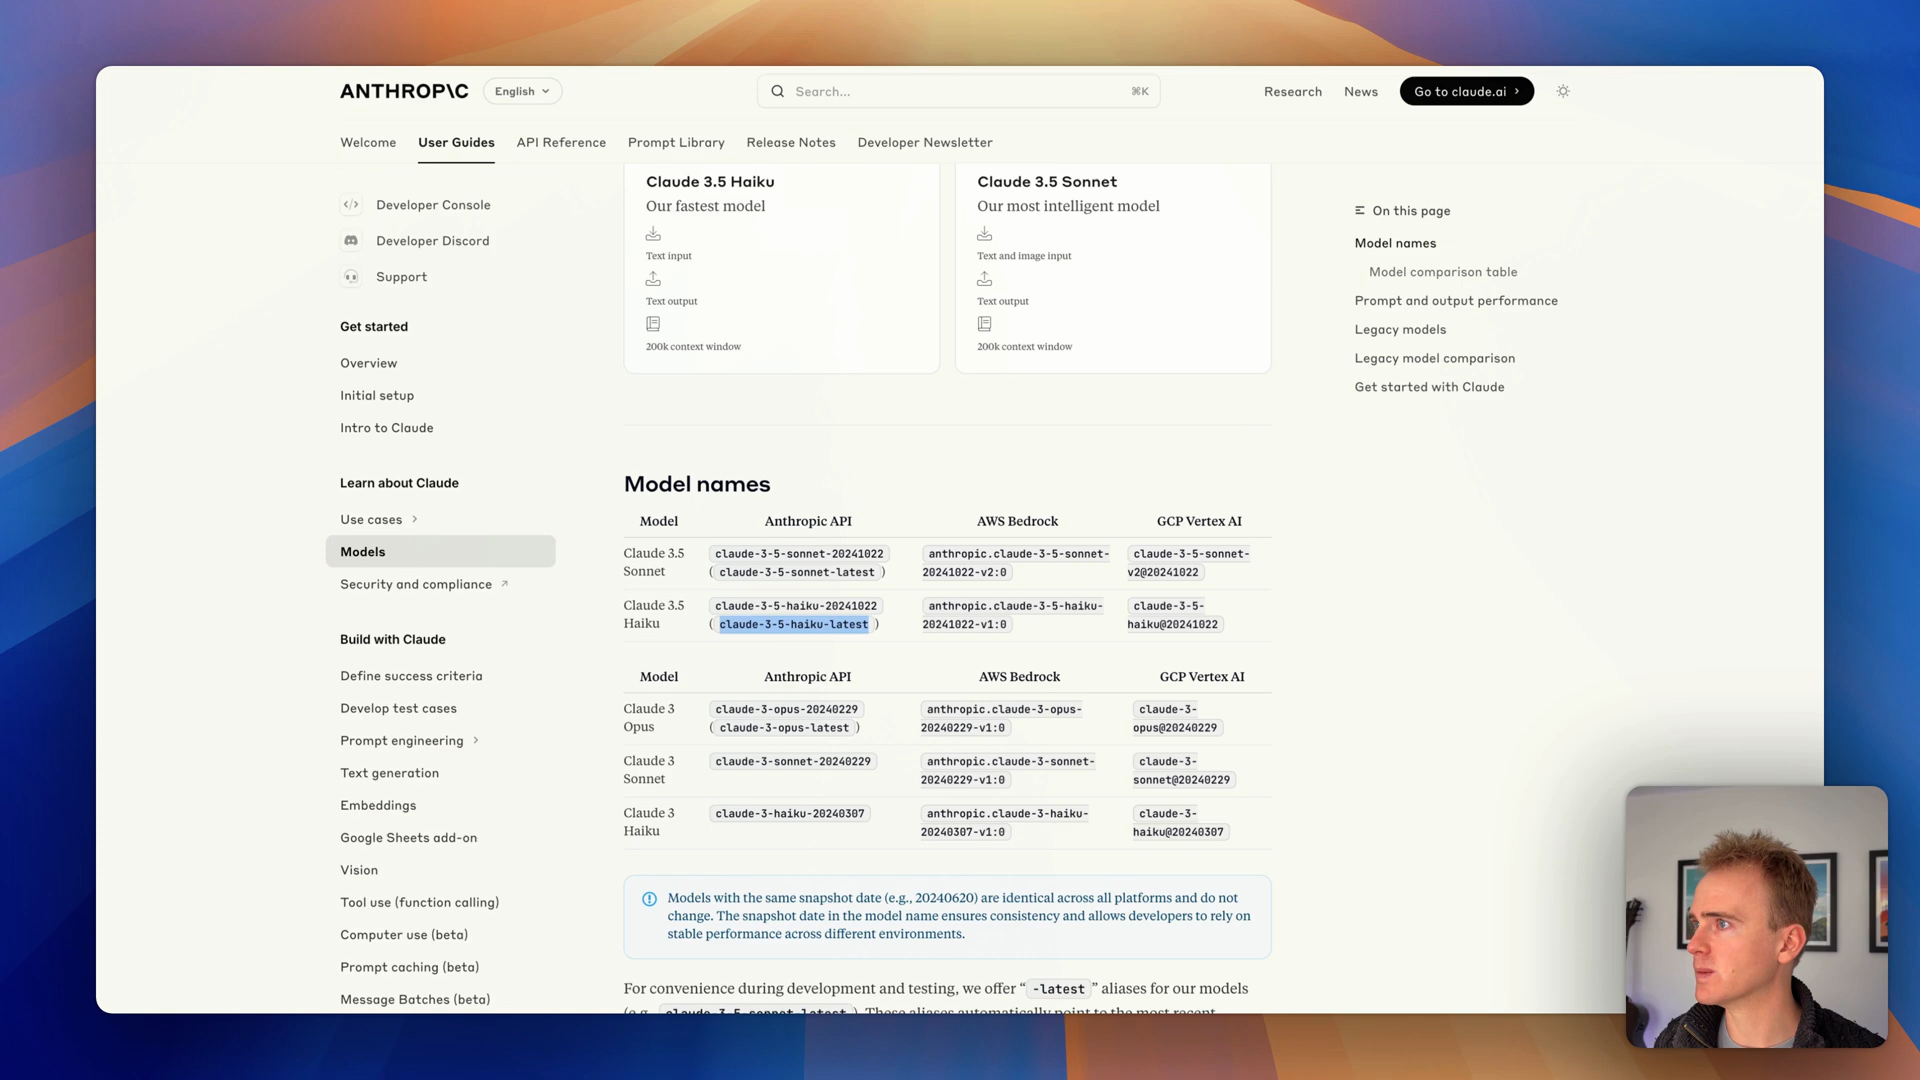 ANTHROP\C
English
Search...
⌘K
Research
News
Go to claude.ai
Welcome
User Guides
API Reference
Prompt Library
Release Notes
Developer Newsletter
Developer Console
Developer Discord
Support
Get started
Overview
Initial setup
Intro to Claude
Learn about Claude
Use cases
Models
Security and compliance
Build with Claude
Define success criteria
Develop test cases
Prompt engineering
Text generation
Embeddings
Google Sheets add-on
Vision
Tool use (function calling)
Computer use (beta)
Prompt caching (beta)
Message Batches (beta)
Claude 3.5 Haiku
Our fastest model
Text input
Text output
200k context window
Claude 3.5 Sonnet
Our most intelligent model
Text and image input
Text output
200k context window
Model names
Model Anthropic API AWS Bedrock GCP Vertex AI
Claude 3.5 claude-3-5-sonnet-20241022 anthropic.claude-3-5-sonnet- claude-3-5-sonnet-
Sonnet (claude-3-5-sonnet-latest) 20241022-v2:0 v2@20241022
Claude 3.5 claude-3-5-haiku-20241022 anthropic.claude-3-5-haiku- claude-3-5-
Haiku (claude-3-5-haiku-latest) 20241022-v1:0 haiku@20241022
Model Anthropic API AWS Bedrock GCP Vertex AI
Claude 3 claude-3-opus-20240229 anthropic.claude-3-opus- claude-3-
Opus (claude-3-opus-latest) 20240229-v1:0 opus@20240229
Claude 3 claude-3-sonnet-20240229 anthropic.claude-3-sonnet- claude-3-
Sonnet 20240229-v1:0 sonnet@20240229
Claude 3 claude-3-haiku-20240307 anthropic.claude-3-haiku- claude-3-
Haiku 20240307-v1:0 haiku@20240307
Models with the same snapshot date (e.g., 20240620) are identical across all platforms and do not
change. The snapshot date in the model name ensures consistency and allows developers to rely on
stable performance across different environments.
For convenience during development and testing, we offer “-latest” aliases for our models
(e.g., claude-3-5-sonnet-latest). These aliases automatically point to the most recent
On this page
Model names
Model comparison table
Prompt and output performance
Legacy models
Legacy model comparison
Get started with Claude